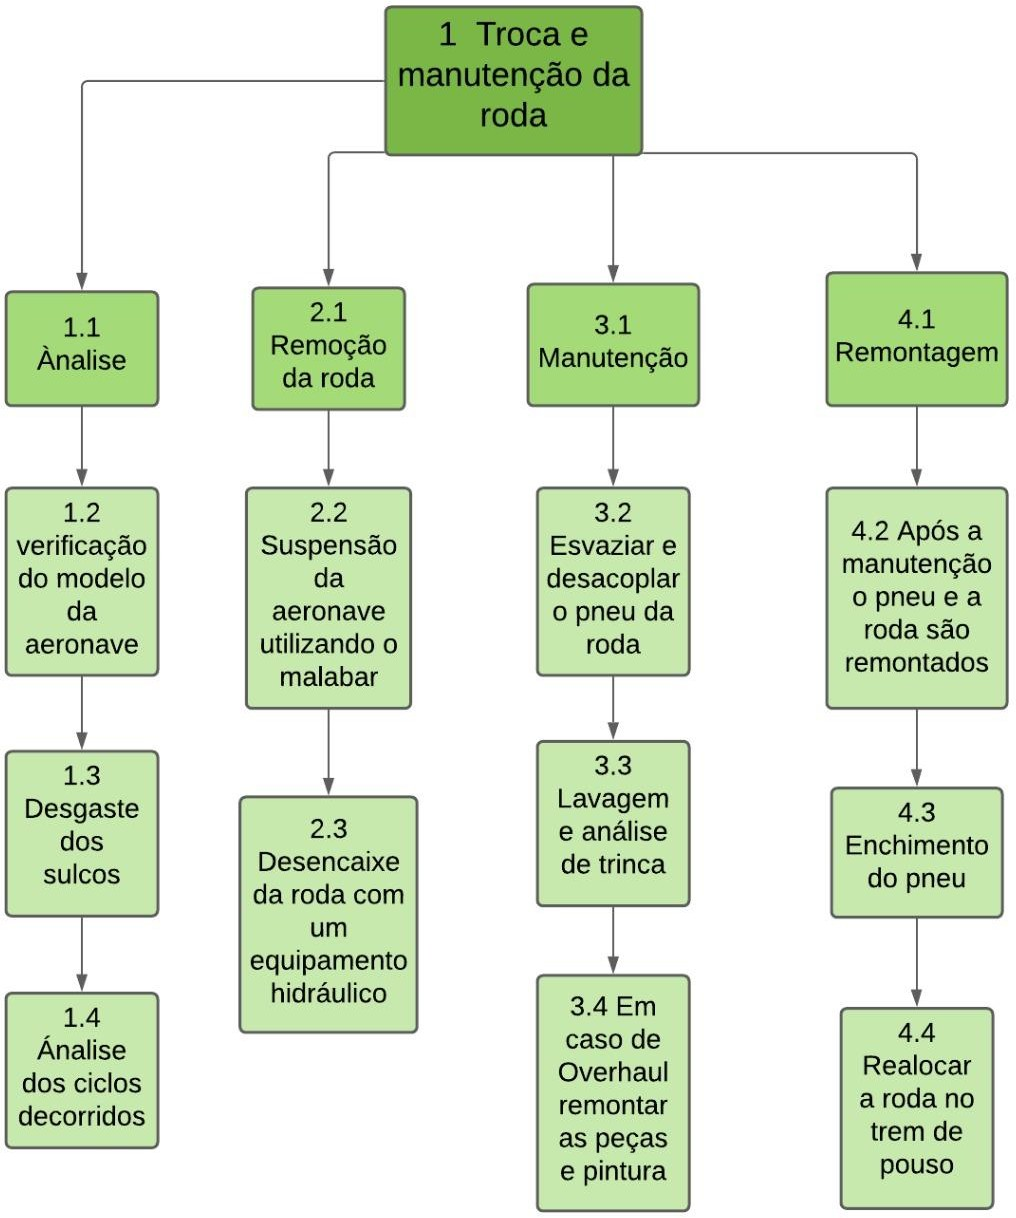 1 Troca e
manutenção da
roda
1.1
Ànalise
2.1
Remoção
da roda
3.1
Manutenção
4.1
Remontagem
1.2
verificação
do modelo
da
aeronave
2.2
Suspensão
da
aeronave
utilizando o
malabar
3.2
Esvaziar e
desacoplar
o pneu da
roda
4.2 Após a
manutenção
o pneu e a
roda são
remontados
1.3
Desgaste
dos
sulcos
2.3
Desencaixe
da roda com
um
equipamento
hidráulico
3.3
Lavagem
e análise
de trinca
4.3
Enchimento
do pneu
1.4
Ánalise
dos ciclos
decorridos
3.4 Em
caso de
Overhaul
remontar
as peças
e pintura
4.4
Realocar
a roda no
trem de
pouso